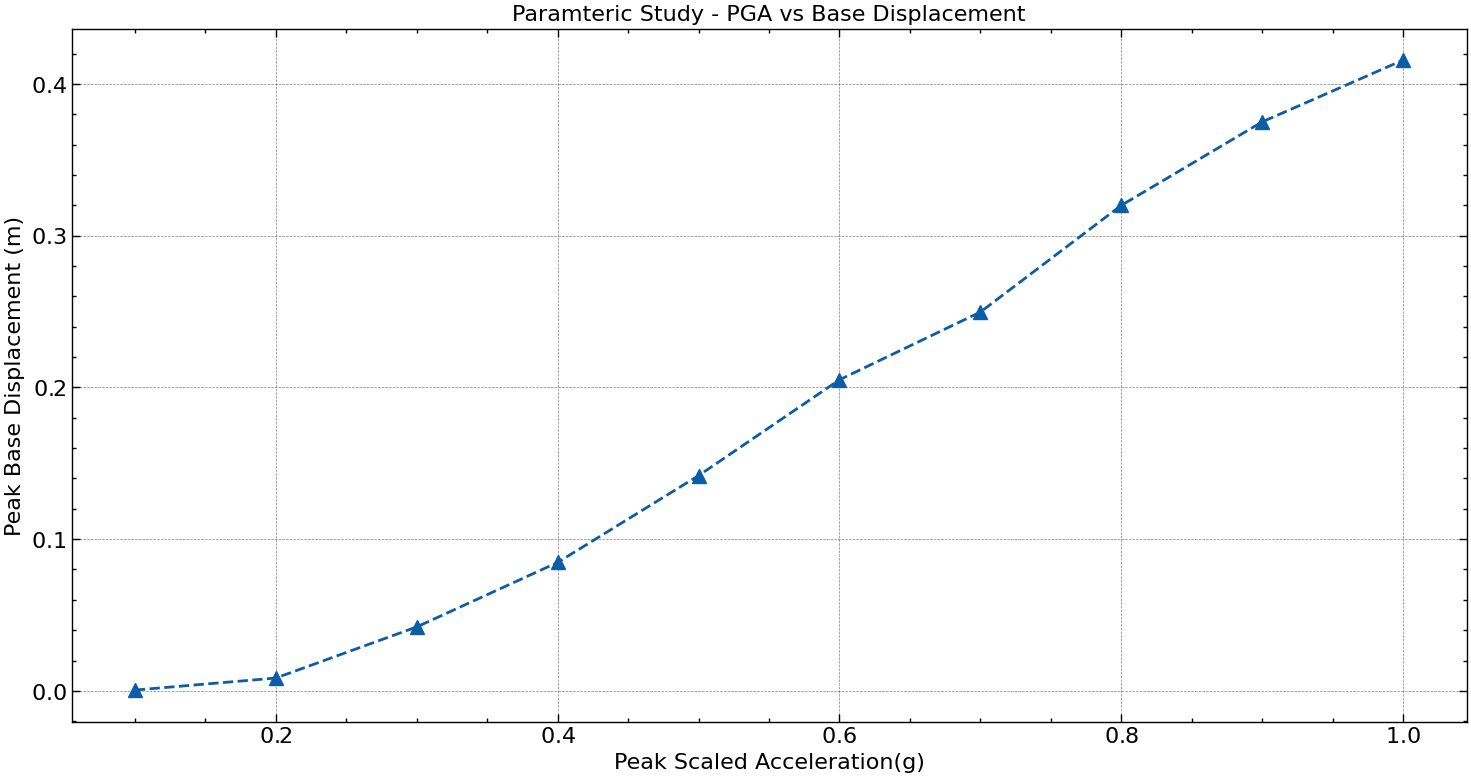 Paramteric Study - PGA vs Base Displacement
Peak Base Displacement (m)
0.4
0.3
0.2
0.1
0.0
0.2 0.4 0.6 0.8 1.0
Peak Scaled Acceleration(g)